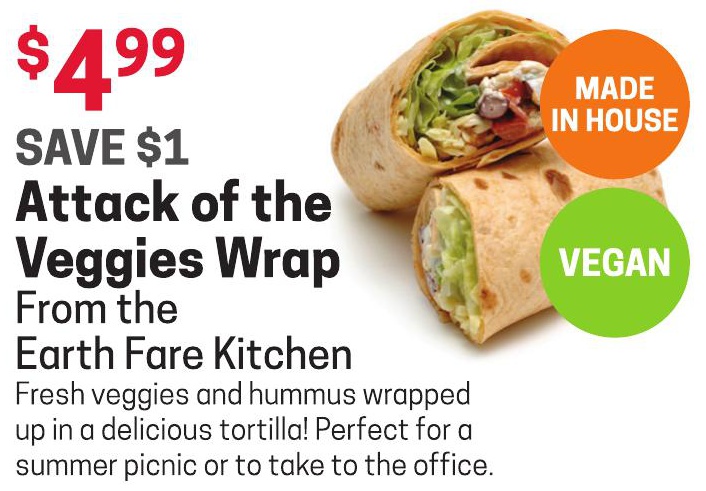 $4.99
SAVE $1
Attack of the
Veggies Wrap
From the
Earth Fare Kitchen
Fresh veggies and hummus wrapped
up in a delicious tortilla! Perfect for a
summer picnic or to take to the office.
MADE
IN HOUSE
VEGAN